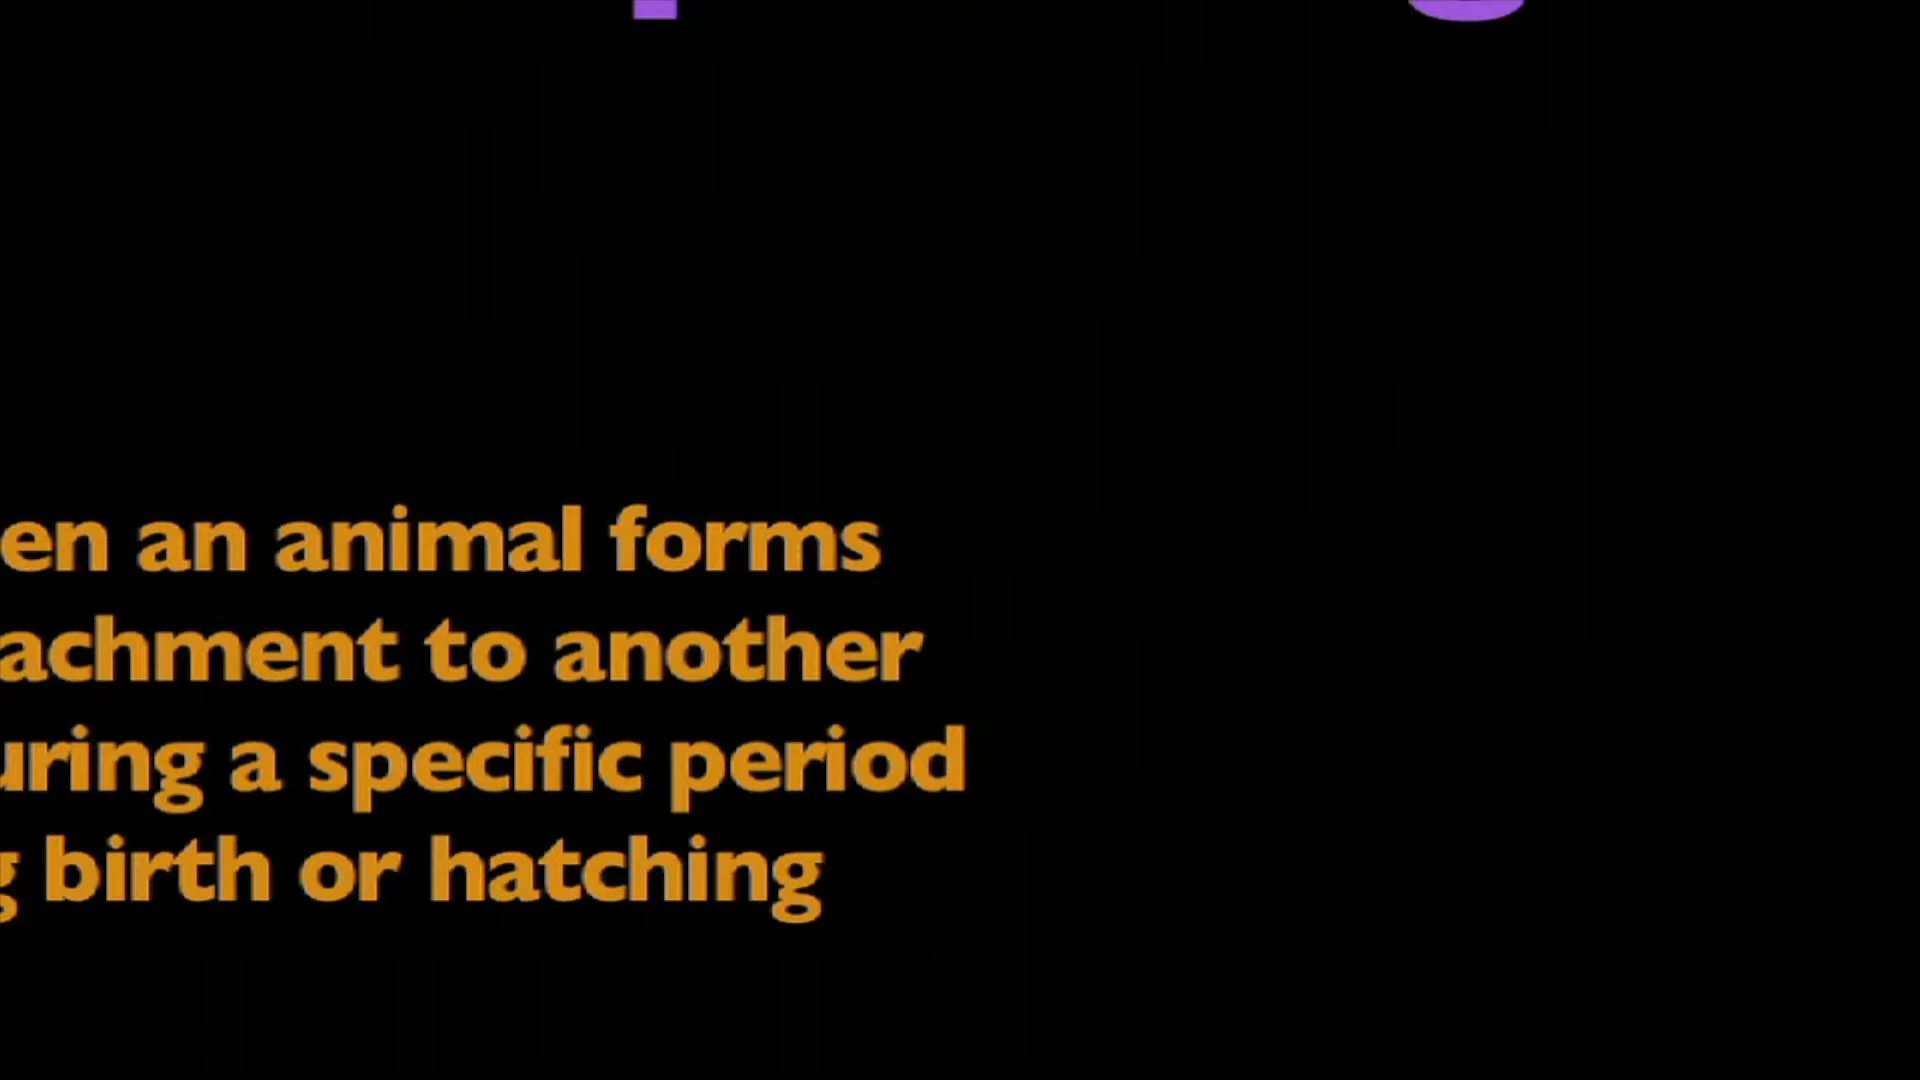 en an animal forms
achment to another
uring a specific period
g birth or hatching